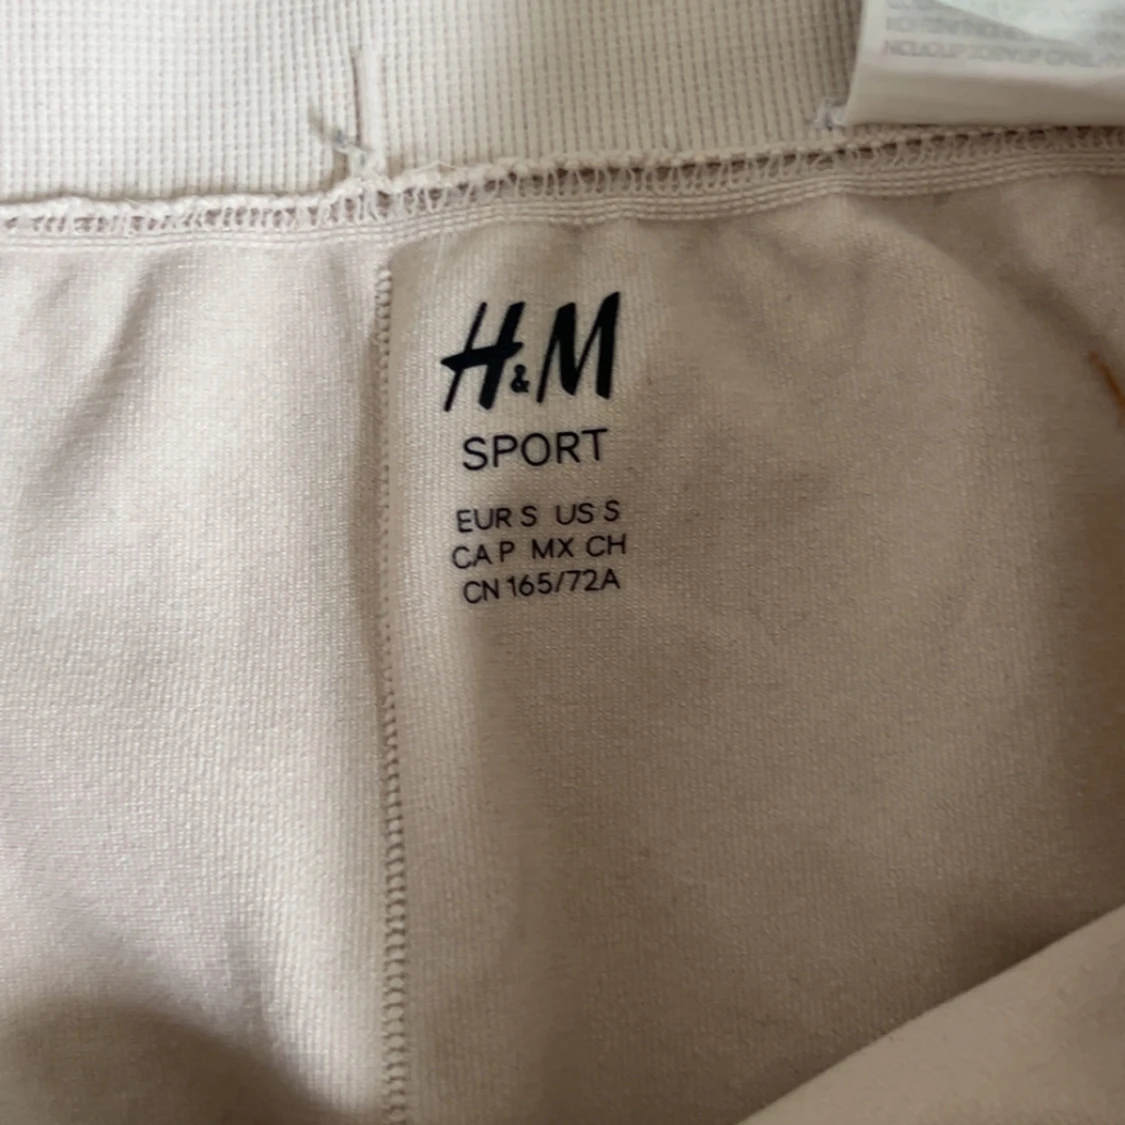 H&M
SPORT
EUR S US S
CA P MX CH
CN 165/72A